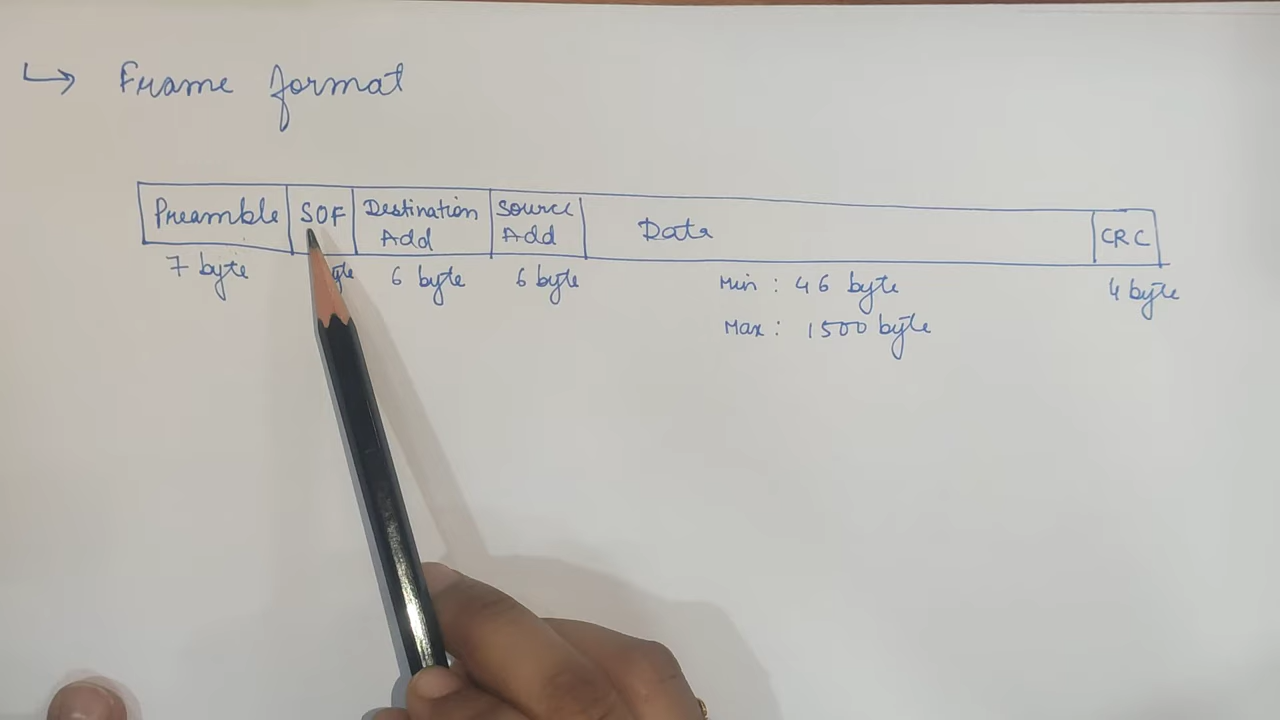 ↳ Frame format
Preamble SOF Destination Add Source Add Data CRC
7 byte 6 byte 6 byte Min : 46 byte 4 byte
Max : 1500 byte